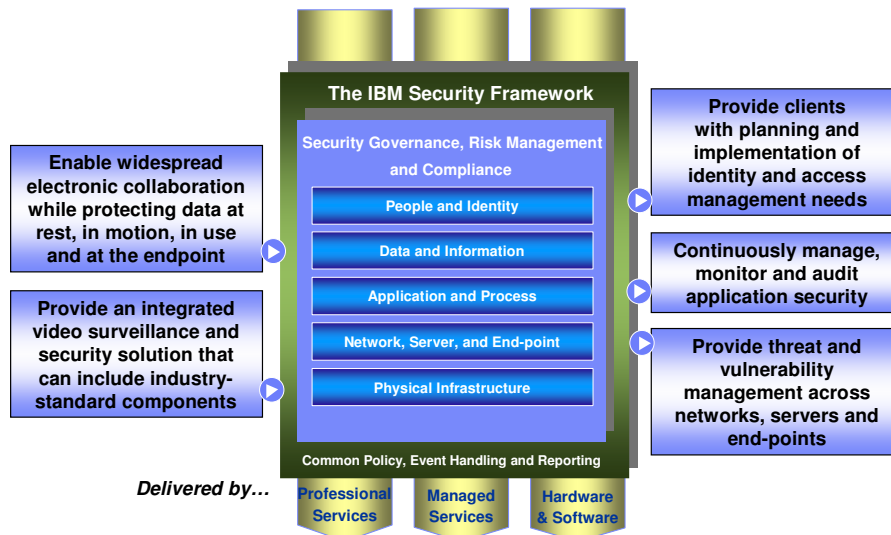 The IBM Security Framework
Security Governance, Risk Management
and Compliance
People and Identity
Data and Information
Application and Process
Network, Server, and End-point
Physical Infrastructure
Common Policy, Event Handling and Reporting
Enable widespread
electronic collaboration
while protecting data at
rest, in motion, in use
and at the endpoint
Provide an integrated
video surveillance and
security solution that
can include industry-
standard components
Provide clients
with planning and
implementation of
identity and access
management needs
Continuously manage,
monitor and audit
application security
Provide threat and
vulnerability
management across
networks, servers and
end-points
Delivered by…
Professional
Services
Managed
Services
Hardware
& Software